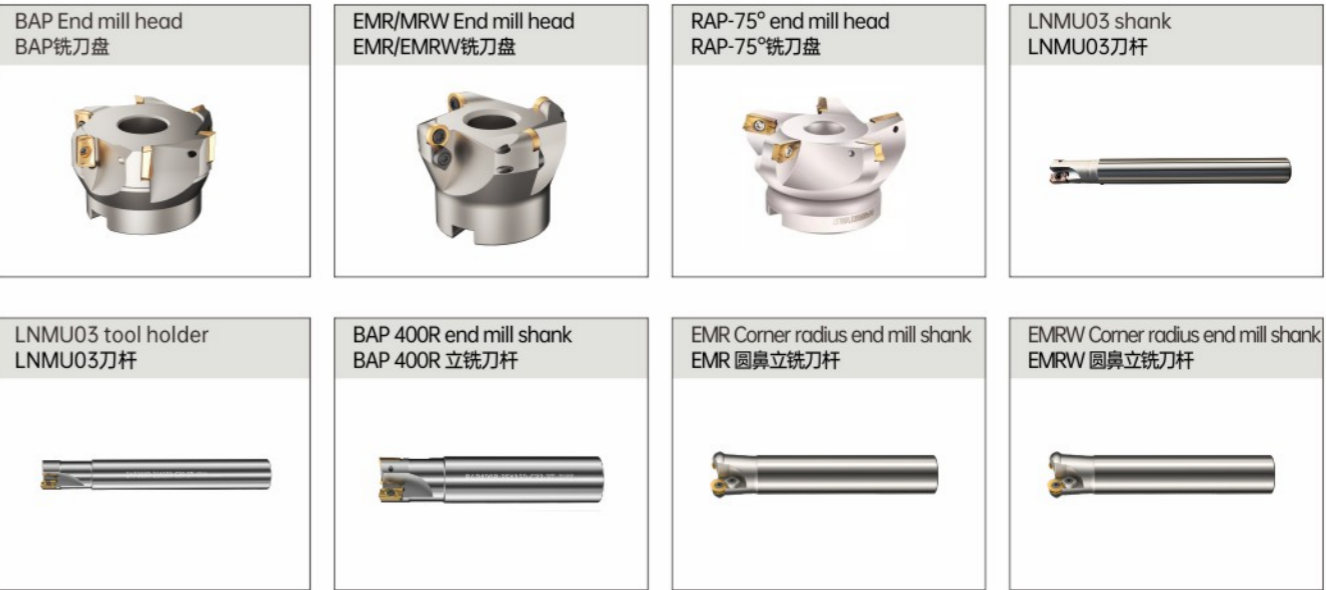 BAP End mill head
BAP铣刀盘
EMR/MRW End mill head
EMR/EMRW铣刀盘
RAP-75° end mill head
RAP-75°铣刀盘
LNMU03 shank
LNMU03刀杆
LNMU03 tool holder
LNMU03刀杆
BAP 400R end mill shank
BAP 400R 立铣刀杆
EMR Corner radius end mill shank
EMR 圆鼻立铣刀杆
EMRW Corner radius end mill shank
EMRW 圆鼻立铣刀杆